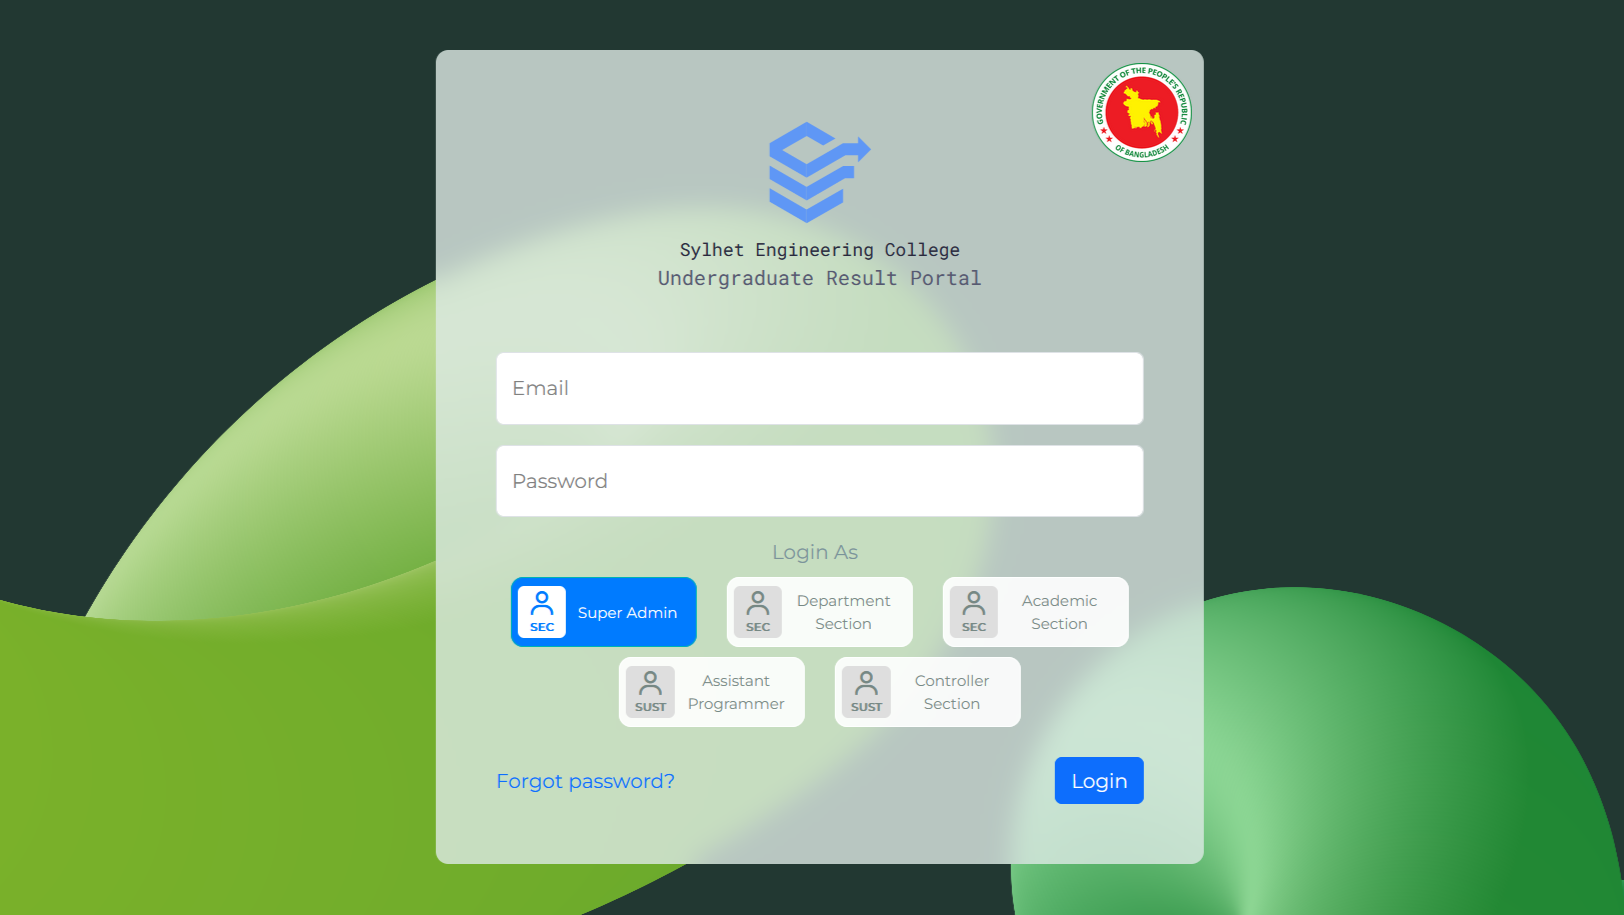 GOVERNMENT OF THE PEOPLE'S REPUBLIC
OF BANGLADESH
Sylhet Engineering College
Undergraduate Result Portal
Email
Password
Login As
SEC
Super Admin
SEC
Department
Section
SEC
Academic
Section
SUST
Assistant
Programmer
SUST
Controller
Section
Forgot password?
Login